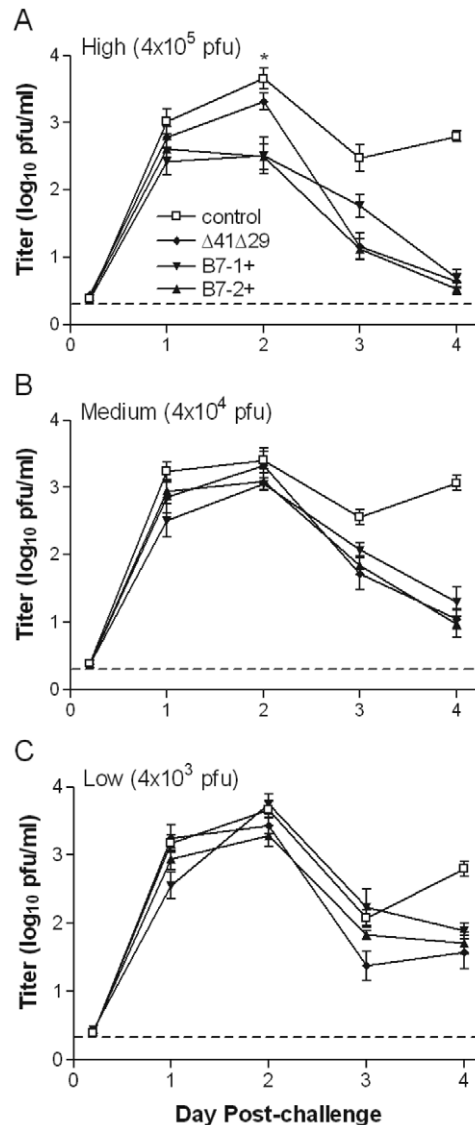 A
High (4x10⁵ pfu)
*
Titer (log₁₀ pfu/ml)
4
3
2
1
0
control
Δ41Δ29
B7-1+
B7-2+
0 1 2 3 4
B
Medium (4x10⁴ pfu)
Titer (log₁₀ pfu/ml)
4
3
2
1
0
0 1 2 3 4
C
Low (4x10³ pfu)
Titer (log₁₀ pfu/ml)
4
3
2
1
0
0 1 2 3 4
Day Post-challenge